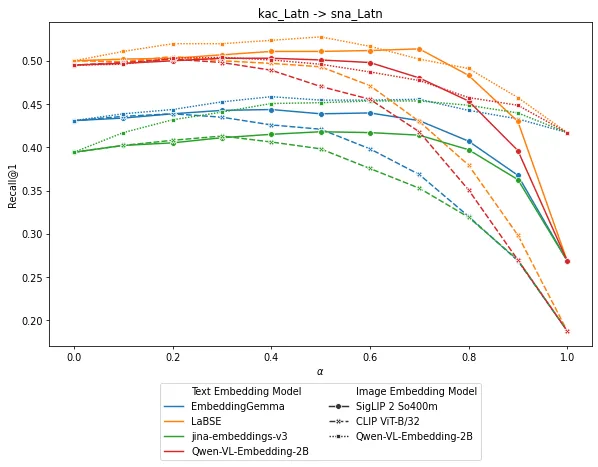 kac_Latn -> sna_Latn
Recall@1
0.50
0.45
0.40
0.35
0.30
0.25
0.20
0.0
0.2
0.4
0.6
0.8
1.0
α
Text Embedding Model
EmbeddingGemma
LaBSE
jina-embeddings-v3
Qwen-VL-Embedding-2B
Image Embedding Model
SigLIP 2 So400m
CLIP ViT-B/32
Qwen-VL-Embedding-2B